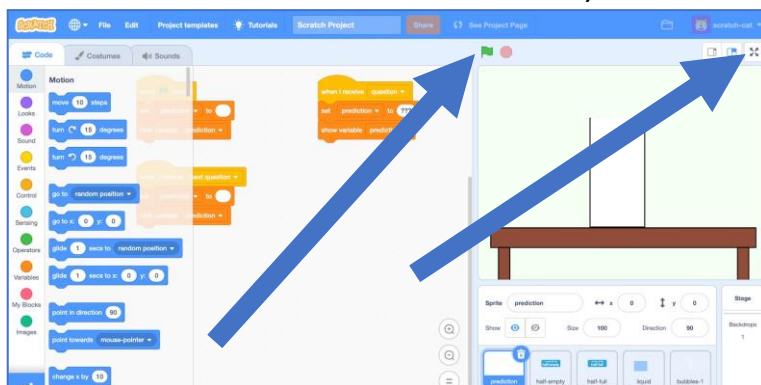 SCRATCH File Edit Project templates Tutorials Scratch Project Share See Project Page scratch-cat
Code Costumes Sounds
Motion
Looks
Sound
Events
Control
Sensing
Operators
Variables
My Blocks
Images
Motion
move 10 steps
turn 15 degrees
turn 15 degrees
go to random position
go to x: 0 y: 0
glide 1 secs to random position
glide 1 secs to x: 0 y: 0
point in direction 90
point towards mouse-pointer
change x by 10
to
prediction
question
to
when I receive question
set prediction to ???
show variable
Sprite prediction x 0 y 0
Show Size 100 Direction 90
prediction half-empty half-full liquid bubbles-1
Stage
Backdrops
1